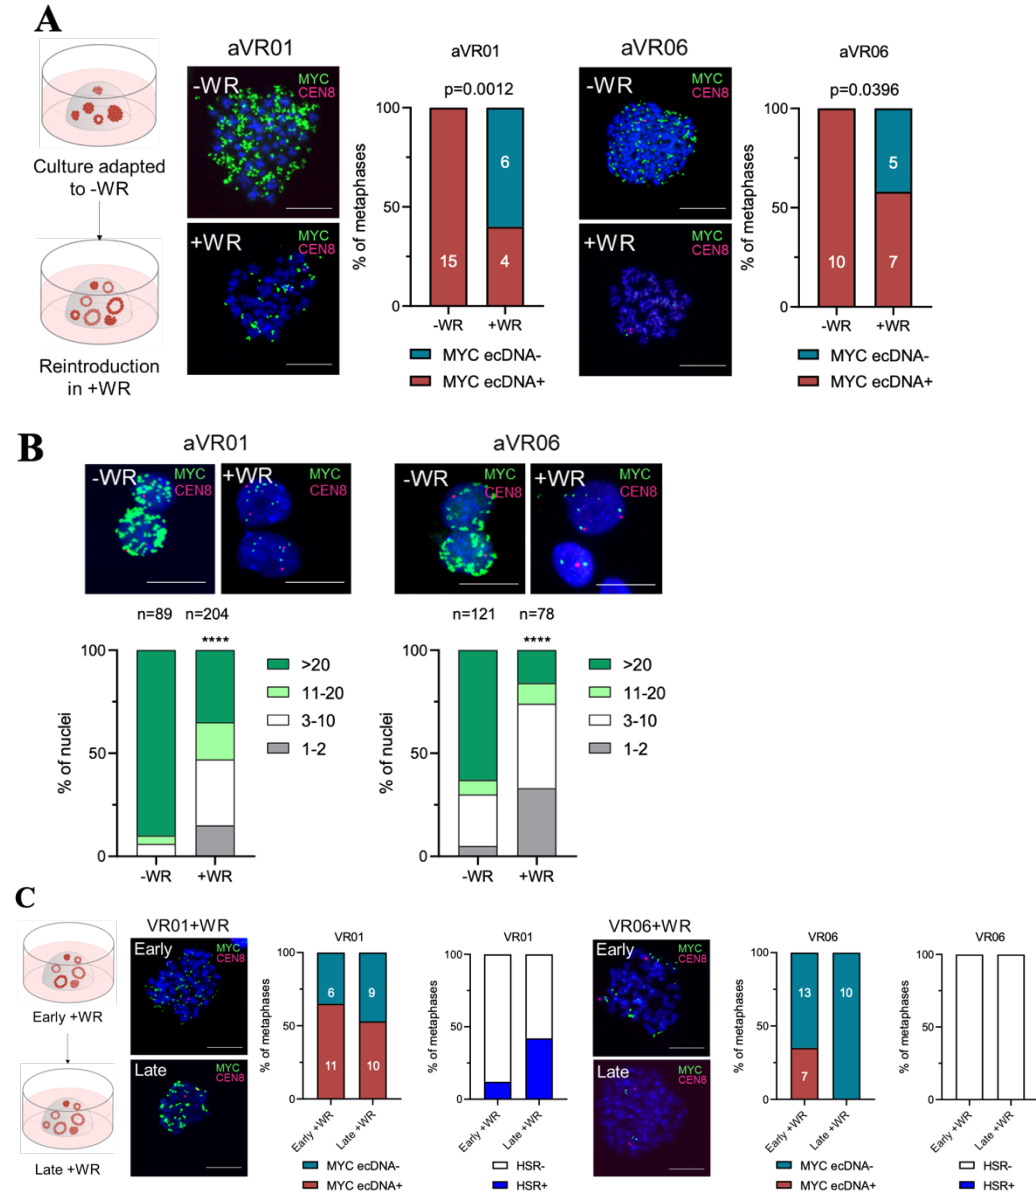 A
aVR01
aVR01
aVR06
aVR06
-WR
MYC
CEN8
p=0.0012
-WR
MYC
CEN8
p=0.0396
Culture adapted
to -WR
% of metaphases
100
50
0
6
15
4
-WR
+WR
% of metaphases
100
50
0
5
10
7
-WR
+WR
+WR
MYC
CEN8
+WR
MYC
CEN8
Reintroduction
in +WR
MYC ecDNA-
MYC ecDNA+
MYC ecDNA-
MYC ecDNA+
B
aVR01
aVR06
-WR
MYC
CEN8
+WR
MYC
CEN8
-WR
MYC
CEN8
+WR
MYC
CEN8
n=89
n=204
n=121
n=78
****
****
% of nuclei
100
50
0
-WR
+WR
>20
11-20
3-10
1-2
% of nuclei
100
50
0
-WR
+WR
>20
11-20
3-10
1-2
C
VR01+WR
VR06+WR
Early
MYC
CEN8
Late
MYC
CEN8
Early +WR
Late +WR
VR01
% of metaphases
100
50
0
6
9
11
10
Early +WR
Late +WR
MYC ecDNA-
MYC ecDNA+
VR01
% of metaphases
100
50
0
Early +WR
Late +WR
HSR-
HSR+
Early
MYC
CEN8
Late
MYC
CEN8
VR06
% of metaphases
100
50
0
13
10
7
Early +WR
Late +WR
MYC ecDNA-
MYC ecDNA+
VR06
% of metaphases
100
50
0
Early +WR
Late +WR
HSR-
HSR+